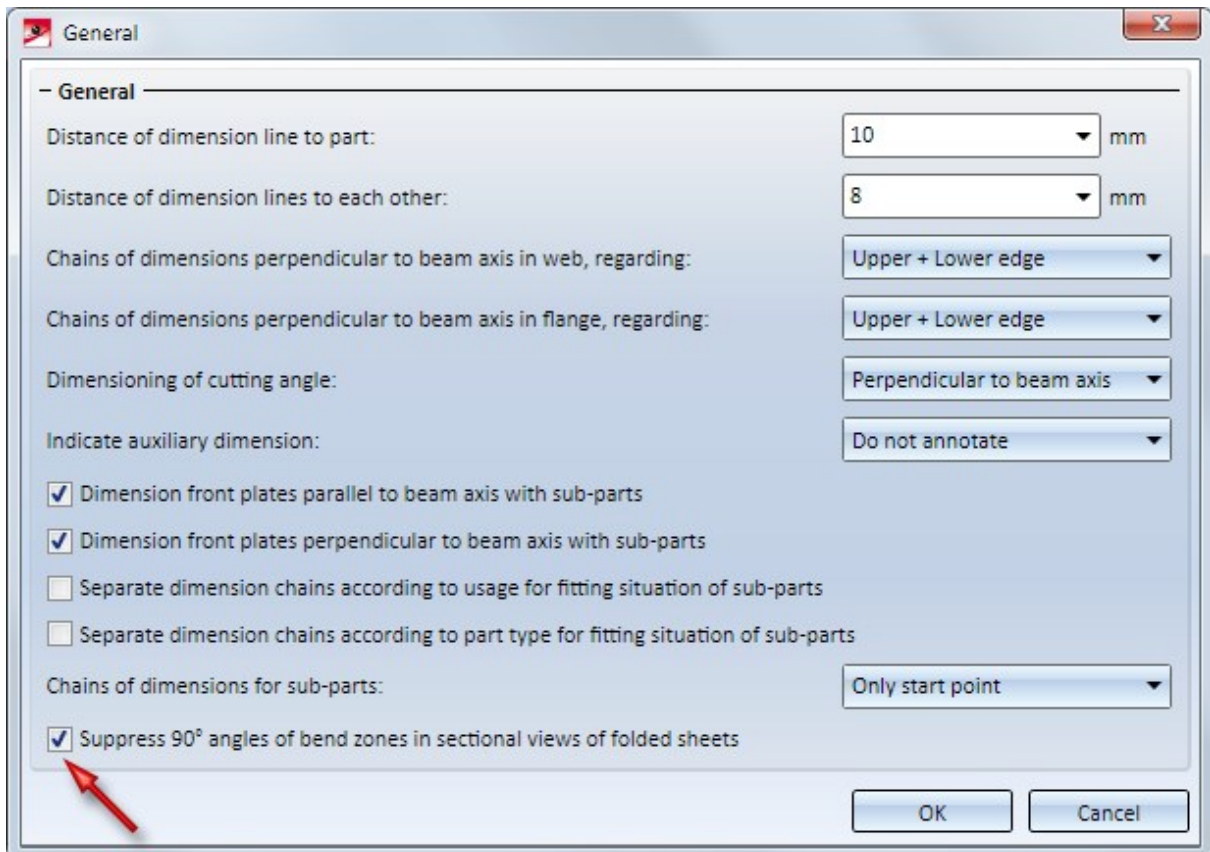 General
General
Distance of dimension line to part: 10 mm
Distance of dimension lines to each other: 8 mm
Chains of dimensions perpendicular to beam axis in web, regarding: Upper + Lower edge
Chains of dimensions perpendicular to beam axis in flange, regarding: Upper + Lower edge
Dimensioning of cutting angle: Perpendicular to beam axis
Indicate auxiliary dimension: Do not annotate
Dimension front plates parallel to beam axis with sub-parts
Dimension front plates perpendicular to beam axis with sub-parts
Separate dimension chains according to usage for fitting situation of sub-parts
Separate dimension chains according to part type for fitting situation of sub-parts
Chains of dimensions for sub-parts: Only start point
Suppress 90° angles of bend zones in sectional views of folded sheets
OK Cancel